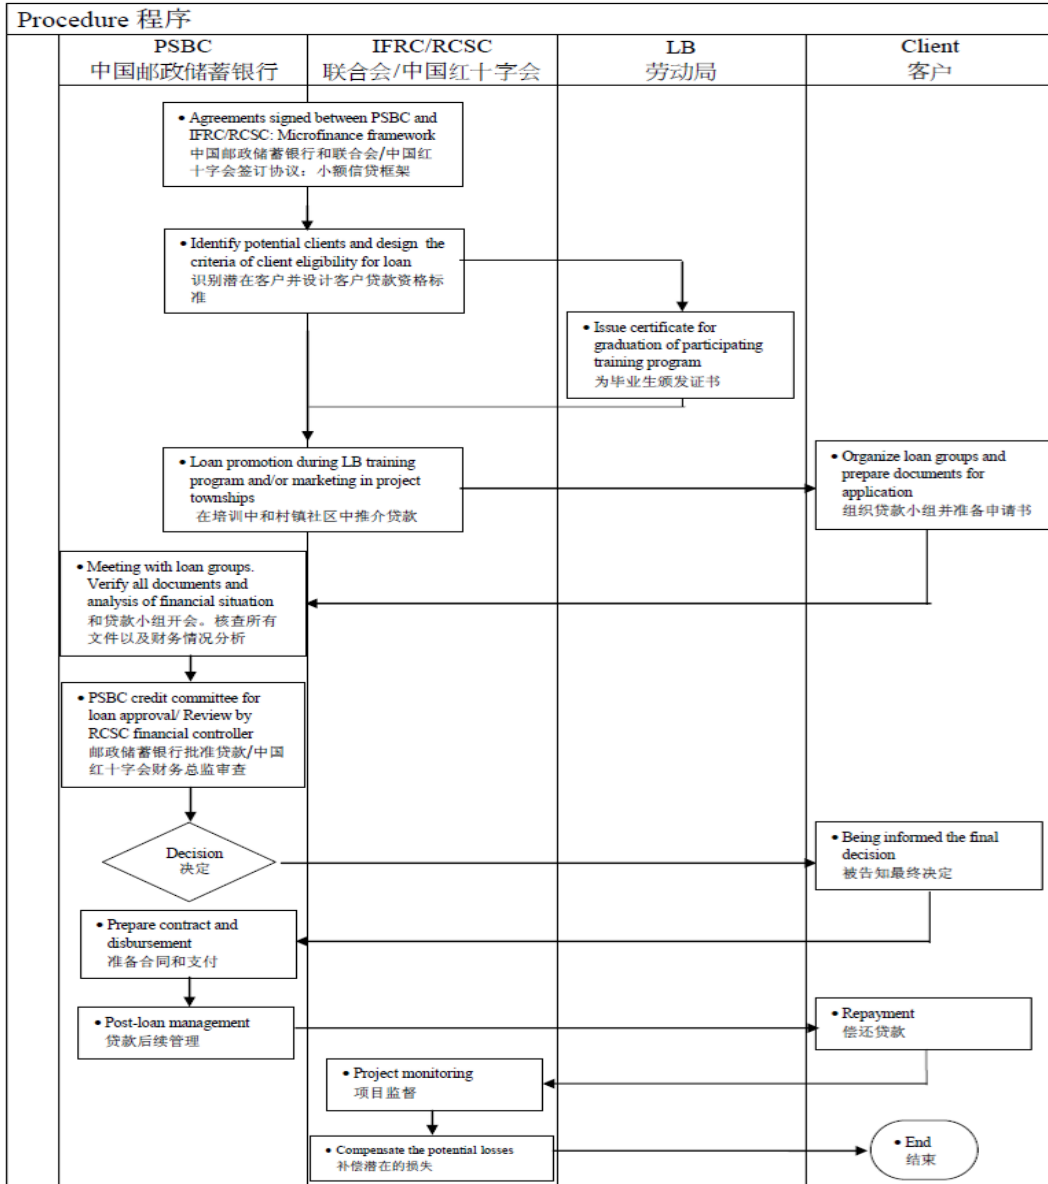 Procedure 程序
PSBC
中国邮政储蓄银行
IFRC/RCSC
联合会/中国红十字会
LB
劳动局
Client
客户
• Agreements signed between PSBC and
IFRC/RCSC: Microfinance framework
中国邮政储蓄银行和联合会/中国红
十字会签订协议：小额信贷框架
• Identify potential clients and design the
criteria of client eligibility for loan
识别潜在客户并设计客户贷款资格标
准
• Issue certificate for
graduation of participating
training program
为毕业生颁发证书
• Loan promotion during LB training
program and/or marketing in project
townships
在培训中和村镇社区中推介贷款
• Organize loan groups and
prepare documents for
application
组织贷款小组并准备申请书
• Meeting with loan groups.
Verify all documents and
analysis of financial situation
和贷款小组开会。核查所有
文件以及财务情况分析
• PSBC credit committee for
loan approval/ Review by
RCSC financial controller
邮政储蓄银行批准贷款/中国
红十字会财务总监审查
Decision
决定
• Being informed the final
decision
被告知最终决定
• Prepare contract and
disbursement
准备合同和支付
• Post-loan management
贷款后续管理
• Repayment
偿还贷款
• Project monitoring
项目监督
• Compensate the potential losses
补偿潜在的损失
• End
结束